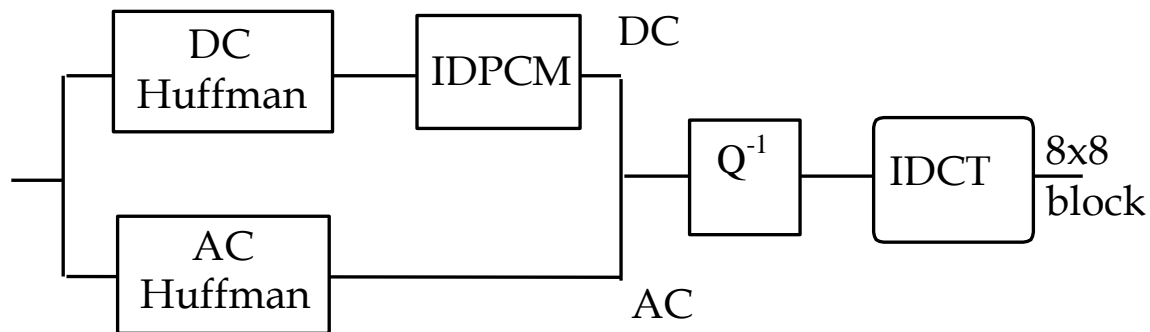 DC
Huffman
IDPCM
DC
AC
Huffman
AC
Q⁻¹
IDCT
8x8
block